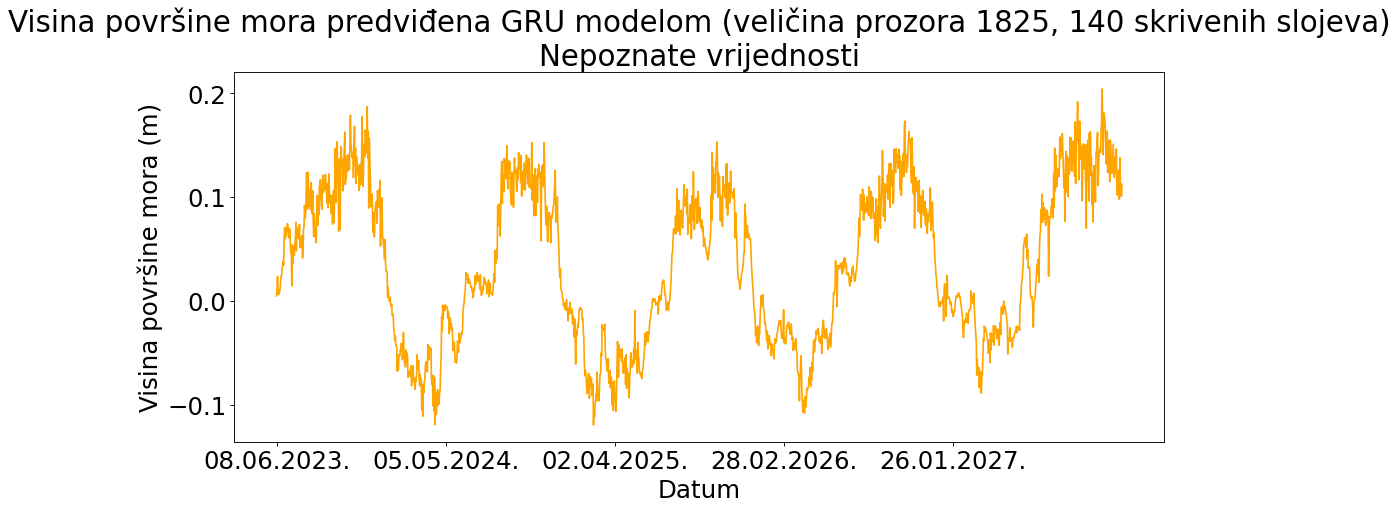 Visina površine mora predviđena GRU modelom (veličina prozora 1825, 140 skrivenih slojeva)
Nepoznate vrijednosti
Visina površine mora (m)
0.2
0.1
0.0
−0.1
08.06.2023. 05.05.2024. 02.04.2025. 28.02.2026. 26.01.2027.
Datum